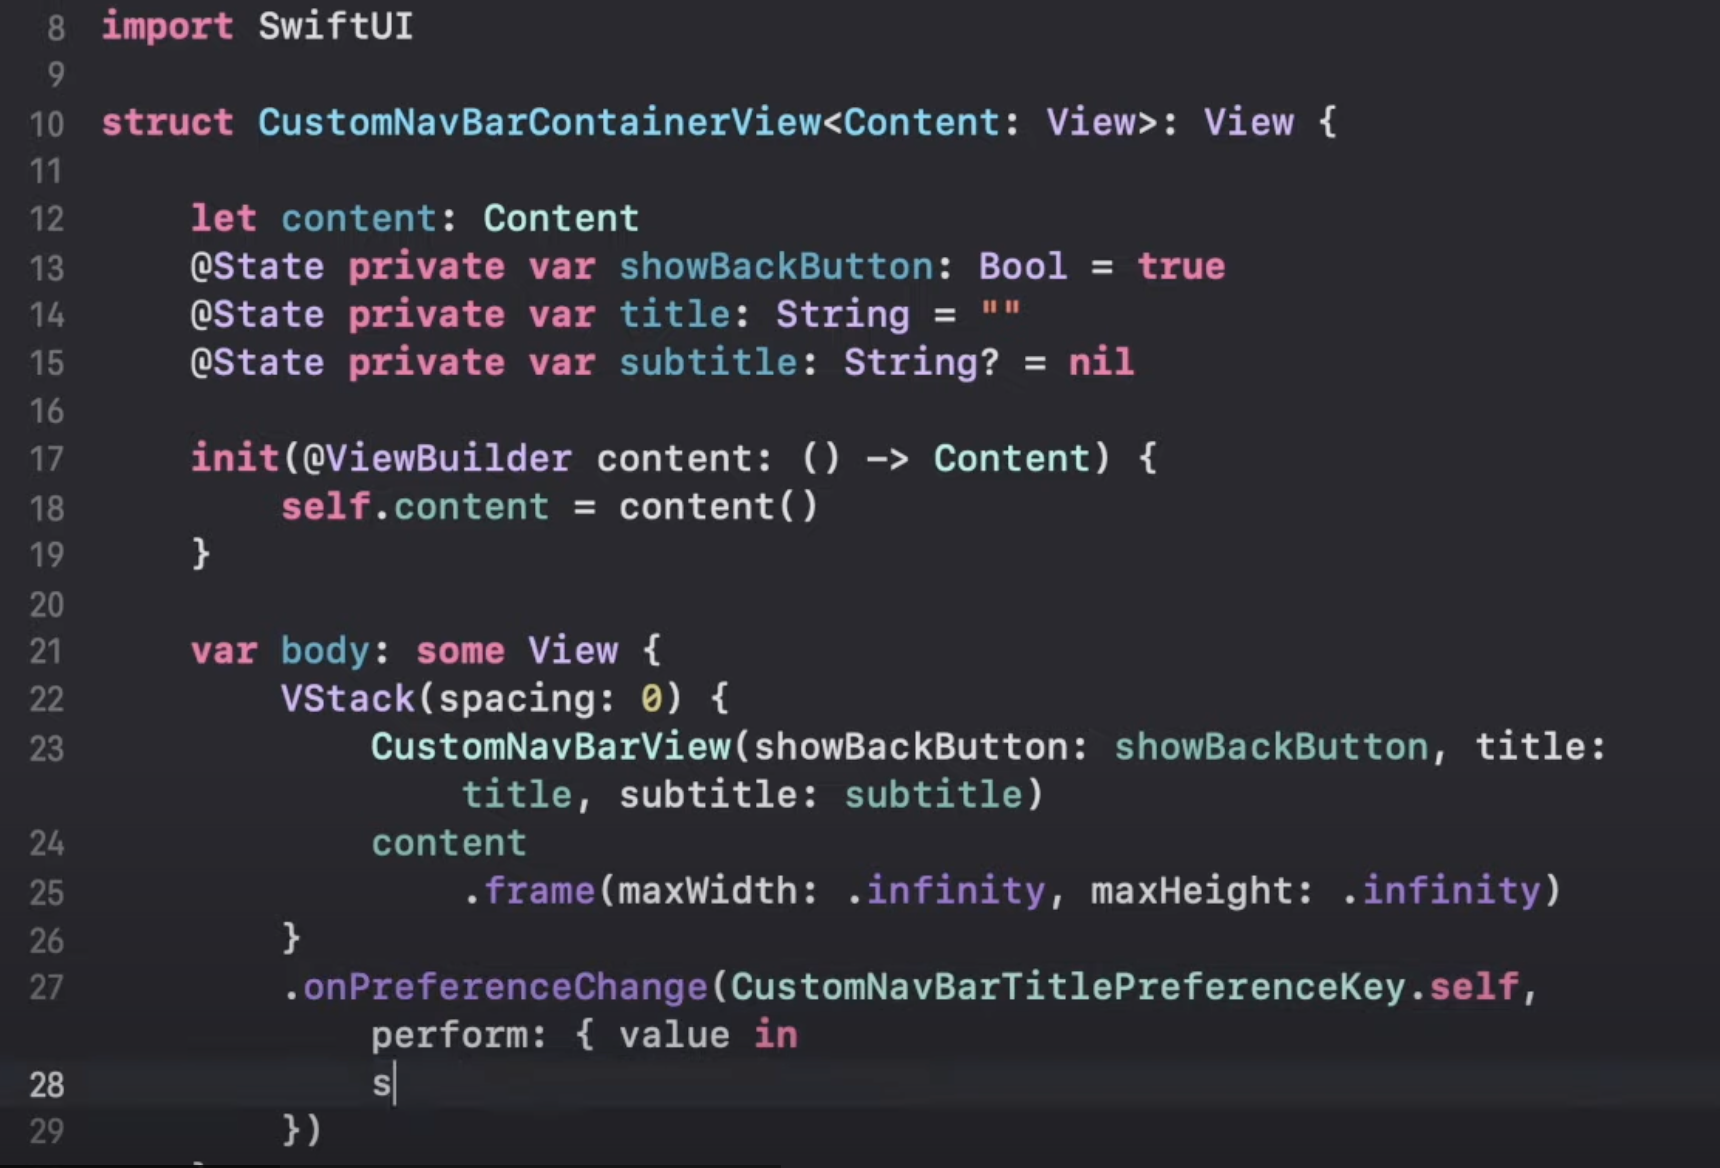 8 import SwiftUI
9
10 struct CustomNavBarContainerView<Content: View>: View {
11
12 let content: Content
13 @State private var showBackButton: Bool = true
14 @State private var title: String = ""
15 @State private var subtitle: String? = nil
16
17 init(@ViewBuilder content: () -> Content) {
18 self.content = content()
19 }
20
21 var body: some View {
22 VStack(spacing: 0) {
23 CustomNavBarView(showBackButton: showBackButton, title:
title, subtitle: subtitle)
24 content
25 .frame(maxWidth: .infinity, maxHeight: .infinity)
26 }
27 .onPreferenceChange(CustomNavBarTitlePreferenceKey.self,
perform: { value in
28 s
29 })